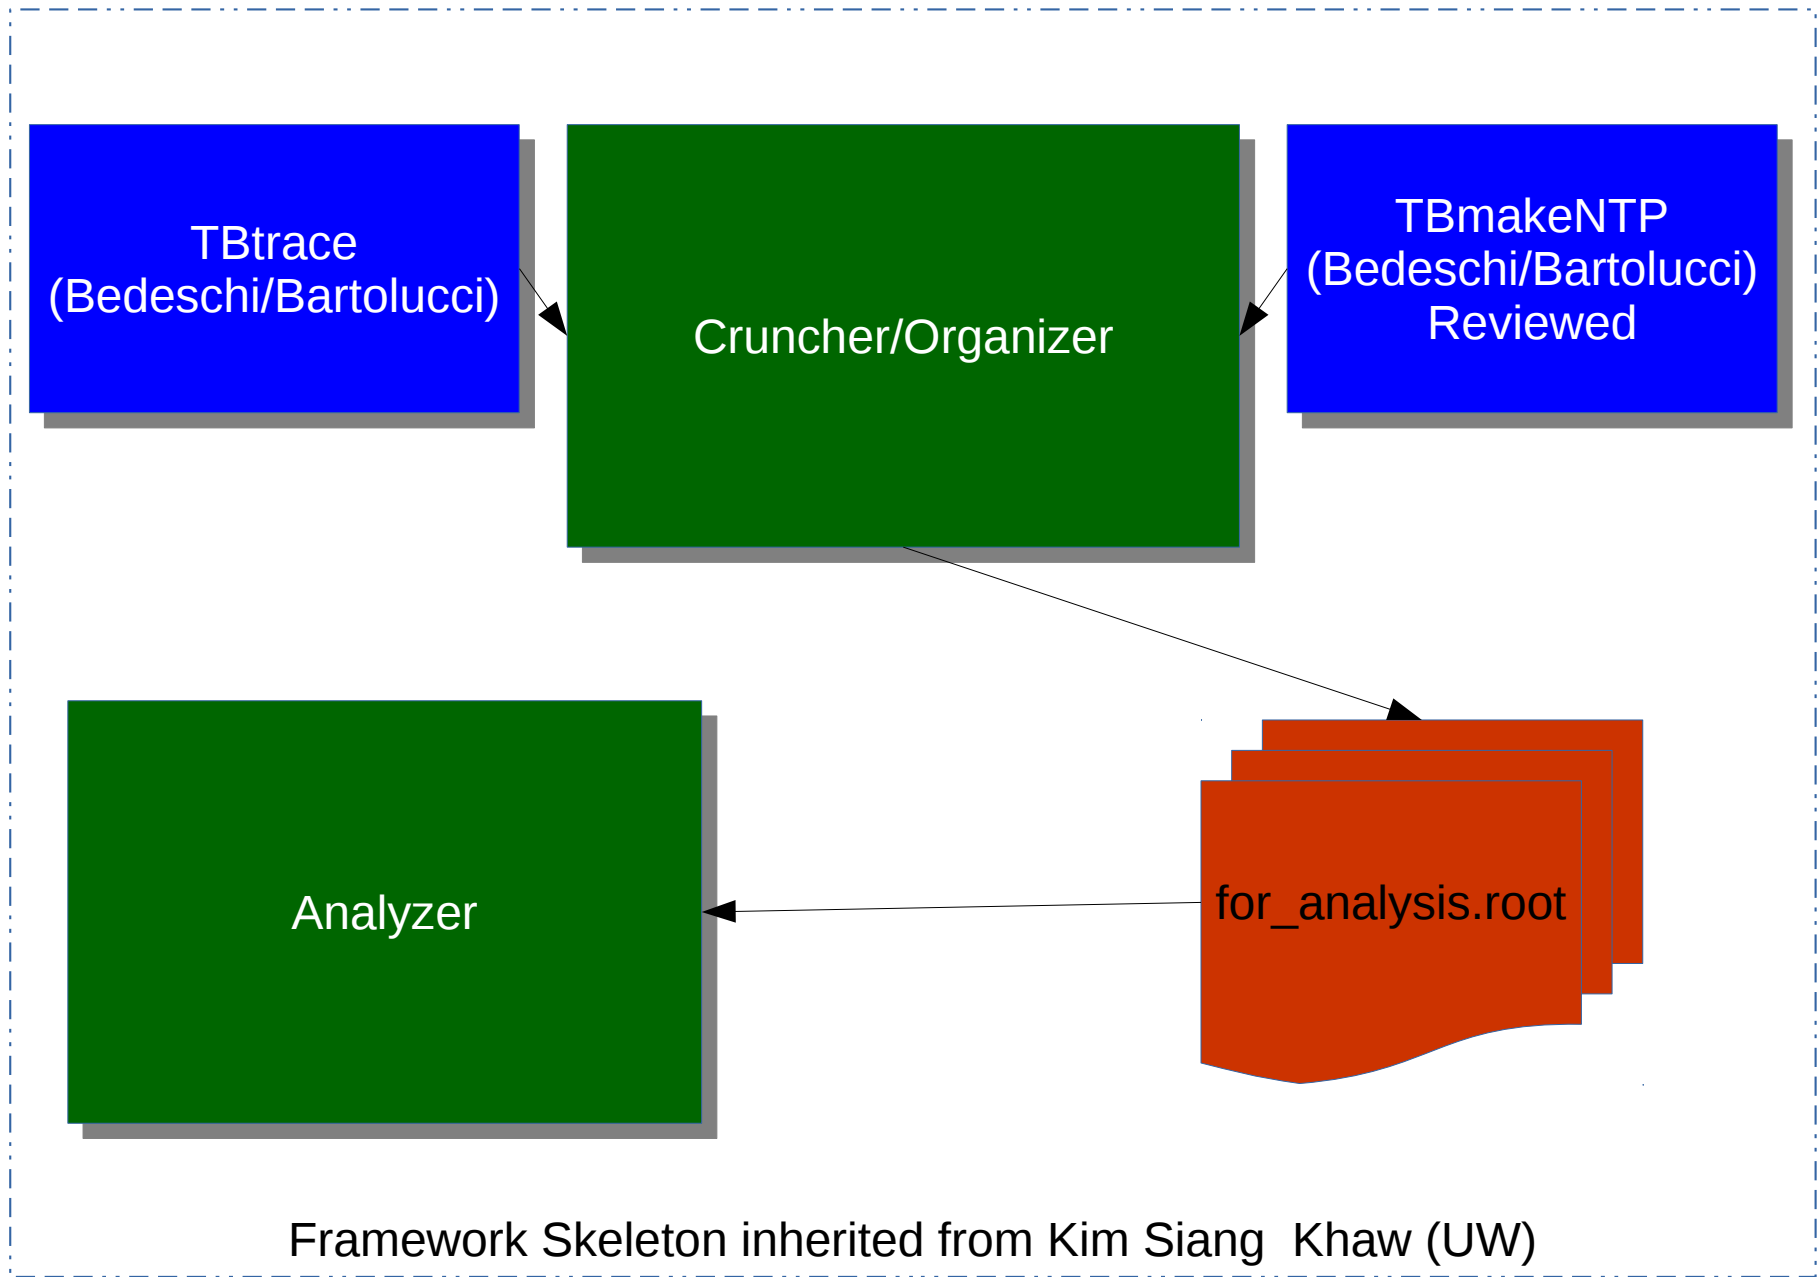 TBtrace
(Bedeschi/Bartolucci)
Cruncher/Organizer
TBmakeNTP
(Bedeschi/Bartolucci)
Reviewed
Analyzer
for_analysis.root
Framework Skeleton inherited from Kim Siang  Khaw (UW)